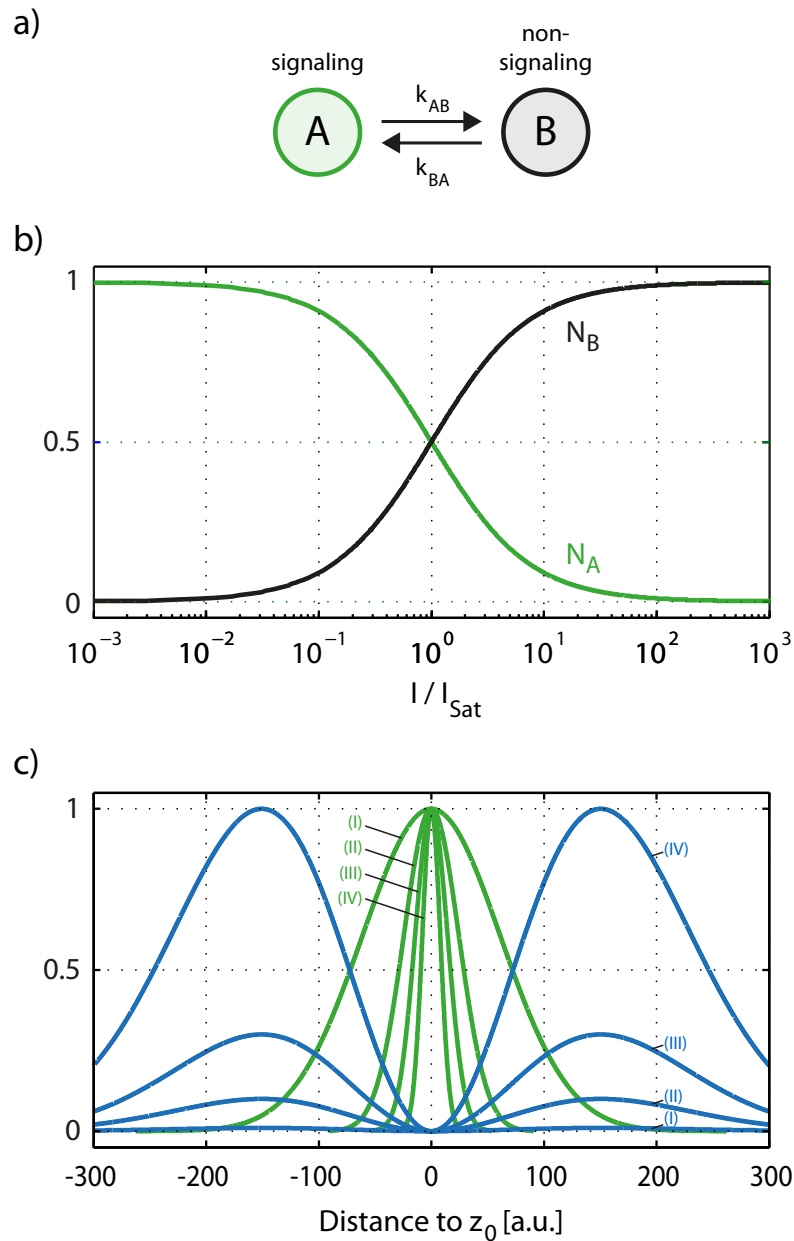 a)
signaling
non-
signaling
A
k_AB
k_BA
B
b)
1
0.5
0
N_B
N_A
10^-3
10^-2
10^-1
10^0
10^1
10^2
10^3
I / I_Sat
c)
1
0.5
0
(I)
(II)
(III)
(IV)
(IV)
(III)
(II)
(I)
-300
-200
-100
0
100
200
300
Distance to z_0 [a.u.]